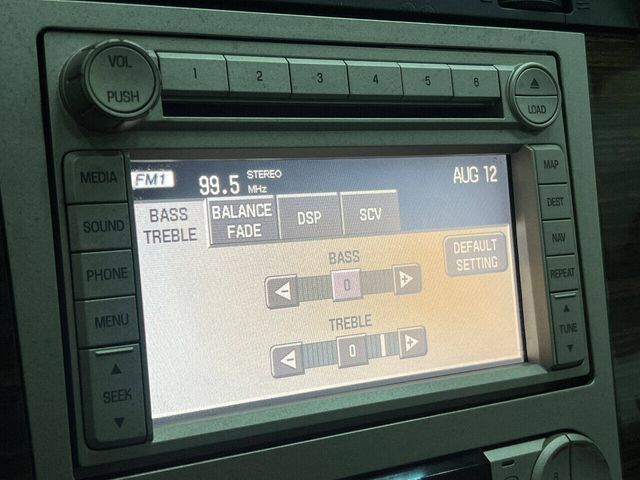 VOL
PUSH
1 2 3 4 5 6
LOAD
MEDIA
SOUND
PHONE
MENU
SEEK
FM1 99.5 STEREO
MHz
AUG 12
BASS
TREBLE
BALANCE
FADE
DSP
SCV
DEFAULT
SETTING
BASS
- 0 +
TREBLE
- 0 +
MAP
DEST
NAV
REPEAT
TUNE